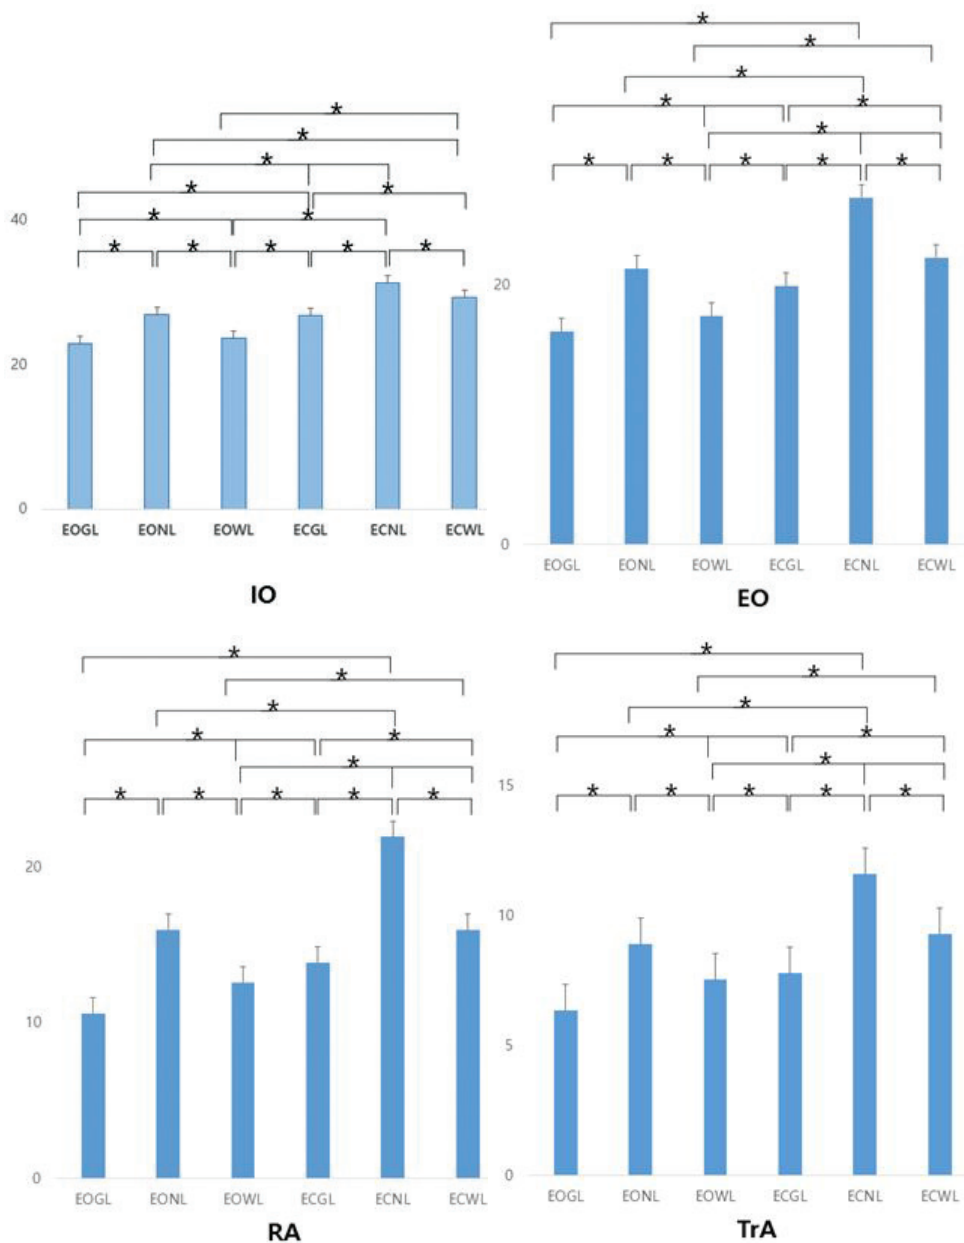 * * * * * * * * * * * * *
40
20
0
EOGL EONL EOWL ECGL ECNL ECWL
IO
* * * * * * * * * * * *
20
0
EOGL EONL EOWL ECGL ECNL ECWL
EO
* * * * * * * * * * *
20
10
0
EOGL EONL EOWL ECGL ECNL ECWL
RA
* * * * * * * * * * *
15
10
5
0
EOGL EONL EOWL ECGL ECNL ECWL
TrA